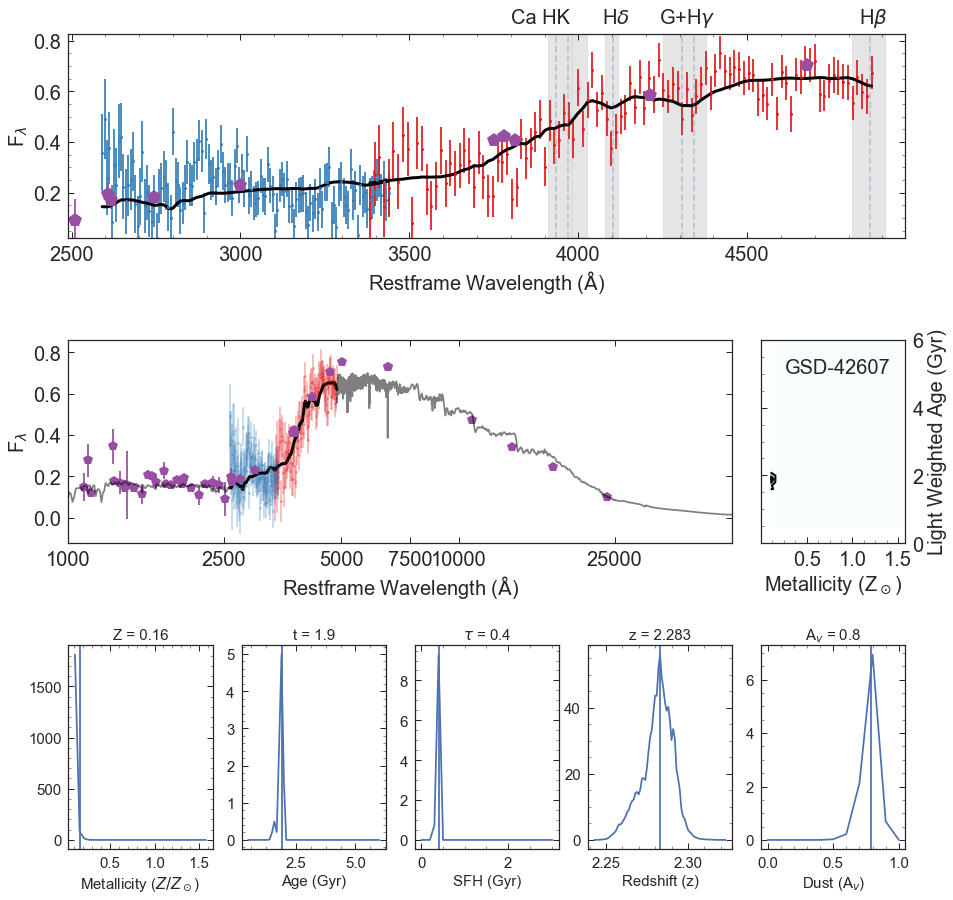 Ca HK Hδ G+Hγ Hβ
0.8
0.6
0.4
0.2
F_λ
2500 3000 3500 4000 4500
Restframe Wavelength (Å)
0.8
0.6
0.4
0.2
0.0
F_λ
1000 2500 5000 7500 10000 25000
Restframe Wavelength (Å)
GSD-42607
6
4
2
0
Light Weighted Age (Gyr)
0.5 1.0 1.5
Metallicity (Z_⊙)
Z = 0.16
1500
1000
500
0
0.5 1.0 1.5
Metallicity (Z/Z_⊙)
t = 1.9
5
4
3
2
1
0
2.5 5.0
Age (Gyr)
τ = 0.4
8
6
4
2
0
0 2
SFH (Gyr)
z = 2.283
40
20
0
2.25 2.30
Redshift (z)
A_v = 0.8
6
4
2
0
0.0 0.5 1.0
Dust (A_v)